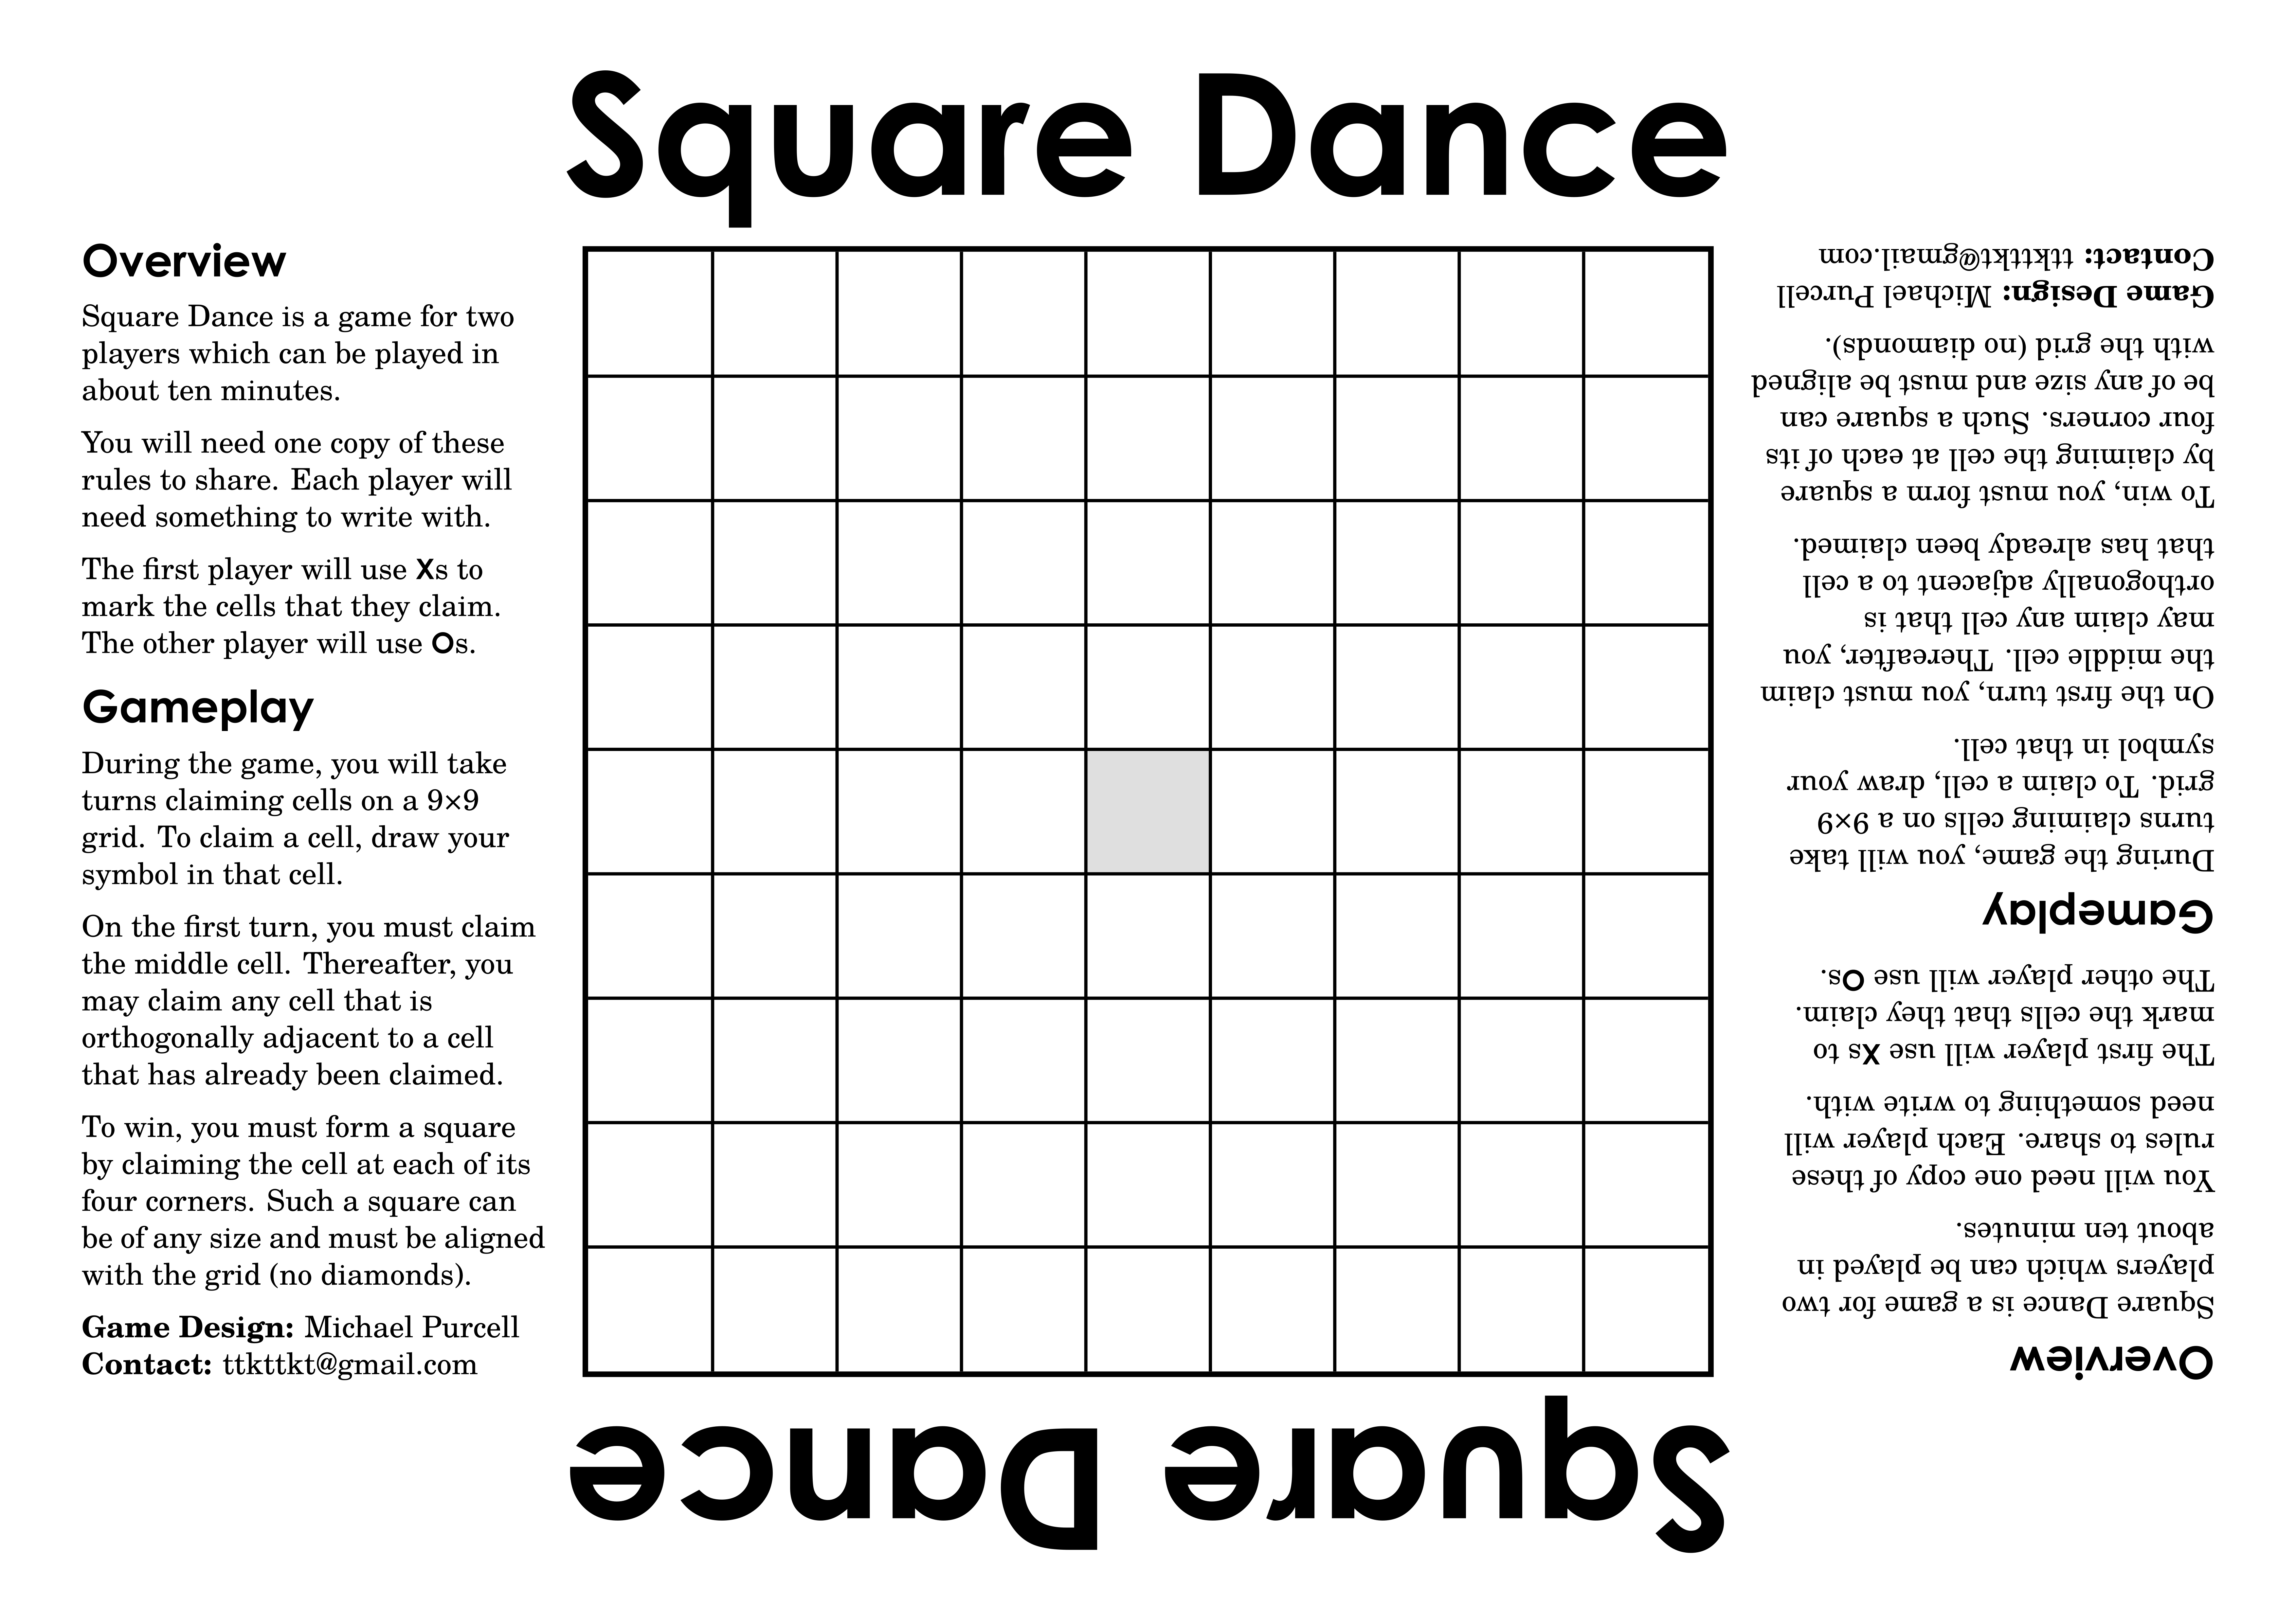 Square Dance
Overview
Square Dance is a game for two
players which can be played in
about ten minutes.
You will need one copy of these
rules to share. Each player will
need something to write with.
The first player will use Xs to
mark the cells that they claim.
The other player will use Os.
Gameplay
During the game, you will take
turns claiming cells on a 9×9
grid. To claim a cell, draw your
symbol in that cell.
On the first turn, you must claim
the middle cell. Thereafter, you
may claim any cell that is
orthogonally adjacent to a cell
that has already been claimed.
To win, you must form a square
by claiming the cell at each of its
four corners. Such a square can
be of any size and must be aligned
with the grid (no diamonds).
Game Design: Michael Purcell
Contact: ttkttkt@gmail.com
Square Dance
Overview
Square Dance is a game for two
players which can be played in
about ten minutes.
You will need one copy of these
rules to share. Each player will
need something to write with.
The first player will use Xs to
mark the cells that they claim.
The other player will use Os.
Gameplay
During the game, you will take
turns claiming cells on a 9×9
grid. To claim a cell, draw your
symbol in that cell.
On the first turn, you must claim
the middle cell. Thereafter, you
may claim any cell that is
orthogonally adjacent to a cell
that has already been claimed.
To win, you must form a square
by claiming the cell at each of its
four corners. Such a square can
be of any size and must be aligned
with the grid (no diamonds).
Game Design: Michael Purcell
Contact: ttkttkt@gmail.com